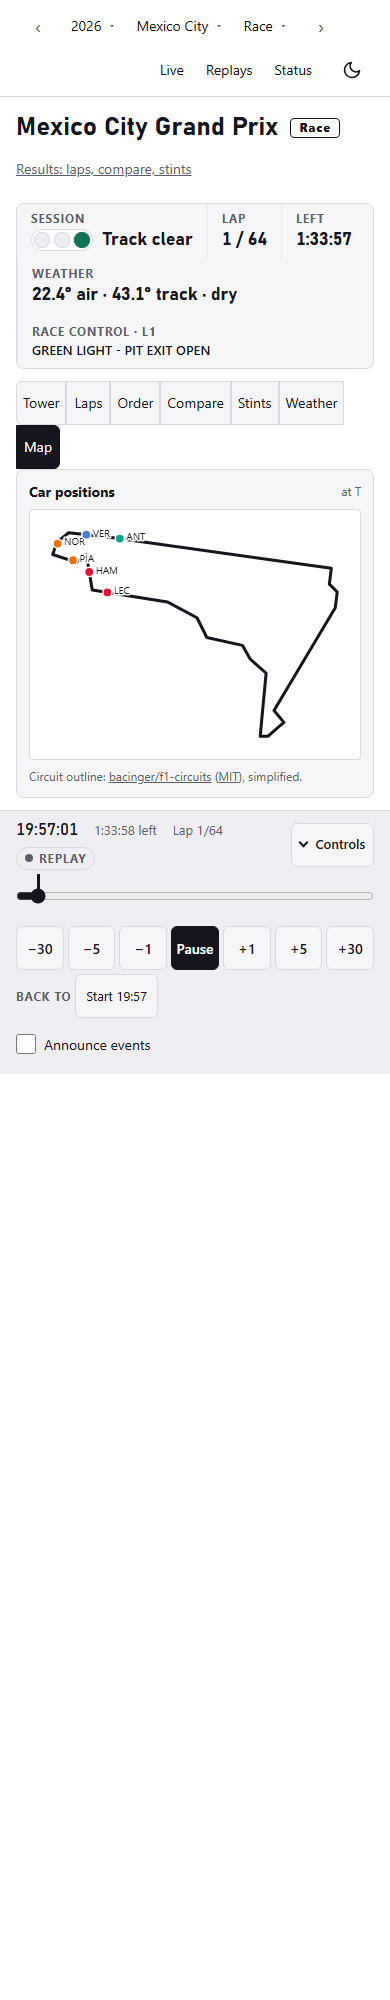 ‹ 2026 Mexico City Race ›
Live Replays Status
Mexico City Grand Prix Race
Results: laps, compare, stints
SESSION LAP LEFT
Track clear 1 / 64 1:33:57
WEATHER
22.4° air · 43.1° track · dry
RACE CONTROL · L1
GREEN LIGHT - PIT EXIT OPEN
Tower Laps Order Compare Stints Weather
Map
Car positions at T
VER
ANT
NOR
PIA
HAM
LEC
Circuit outline: bacinger/f1-circuits (MIT), simplified.
19:57:01 1:33:58 left Lap 1/64 Controls
REPLAY
−30 −5 −1 Pause +1 +5 +30
BACK TO Start 19:57
Announce events